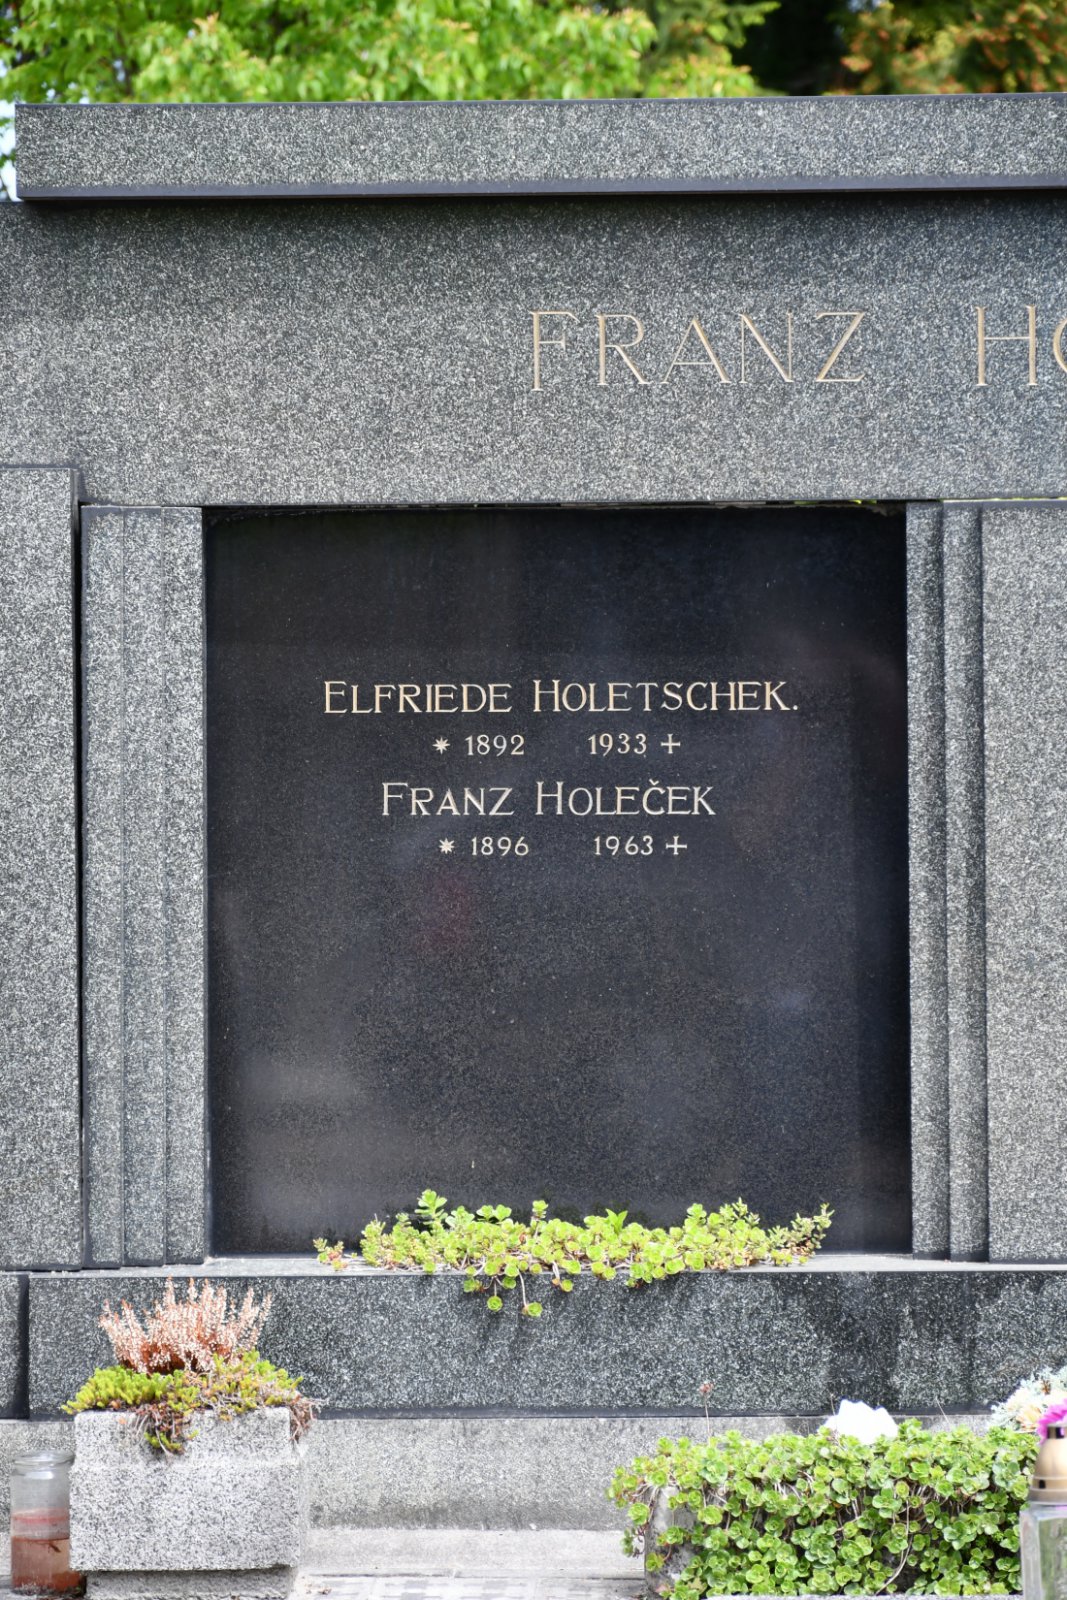 FRANZ HO
ELFRIEDE HOLETSCHEK.
* 1892 1933 +
FRANZ HOLEČEK
* 1896 1963 +